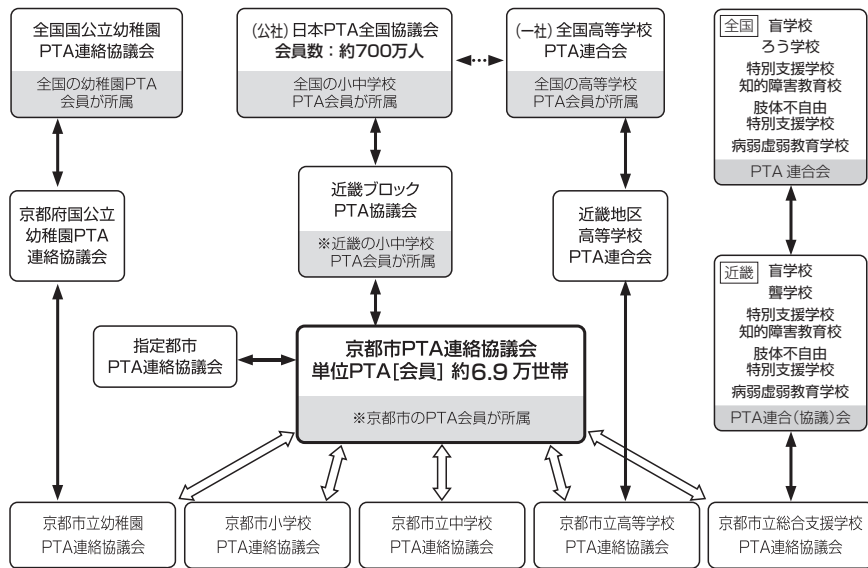 全国国公立幼稚園
PTA連絡協議会
全国の幼稚園PTA
会員が所属
(公社)日本PTA全国協議会
会員数：約700万人
全国の小中学校
PTA会員が所属
(一社)全国高等学校
PTA連合会
全国の高等学校
PTA会員が所属
全国 盲学校
ろう学校
特別支援学校
知的障害教育校
肢体不自由
特別支援学校
病弱虚弱教育学校
PTA 連合会
京都府国公立
幼稚園PTA
連絡協議会
近畿ブロック
PTA協議会
※近畿の小中学校
PTA会員が所属
近畿地区
高等学校
PTA連合会
近畿 盲学校
聾学校
特別支援学校
知的障害教育校
肢体不自由
特別支援学校
病弱虚弱教育学校
PTA連合(協議)会
指定都市
PTA連絡協議会
京都市PTA連絡協議会
単位PTA[会員] 約6.9 万世帯
※京都市のPTA会員が所属
京都市立幼稚園
PTA連絡協議会
京都市小学校
PTA連絡協議会
京都市立中学校
PTA連絡協議会
京都市立高等学校
PTA連絡協議会
京都市立総合支援学校
PTA連絡協議会